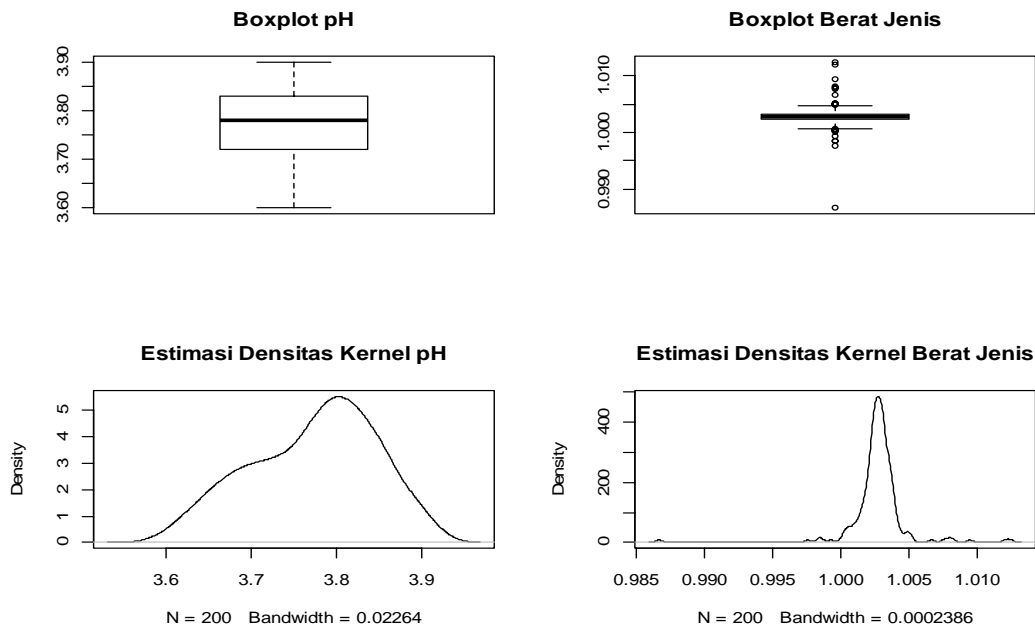 Boxplot pH
3.90
3.80
3.70
3.60
Boxplot Berat Jenis
1.010
1.000
0.990
Estimasi Densitas Kernel pH
Density
5
4
3
2
1
0
3.6 3.7 3.8 3.9
N = 200 Bandwidth = 0.02264
Estimasi Densitas Kernel Berat Jenis
Density
400
200
0
0.985 0.990 0.995 1.000 1.005 1.010
N = 200 Bandwidth = 0.0002386